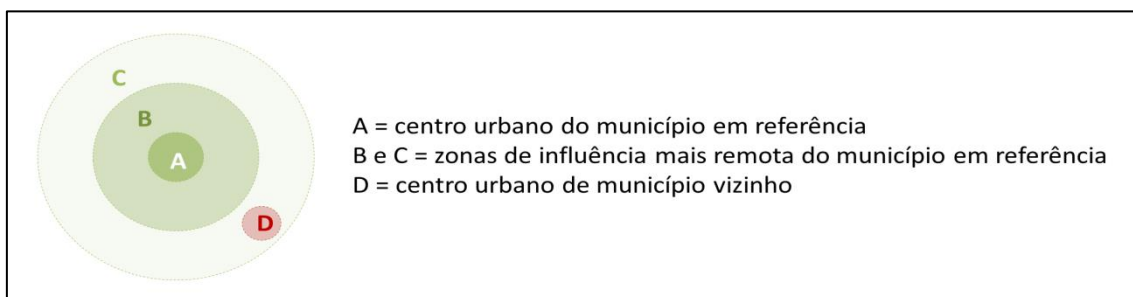 C
B
A
D
A = centro urbano do município em referência
B e C = zonas de influência mais remota do município em referência
D = centro urbano de município vizinho